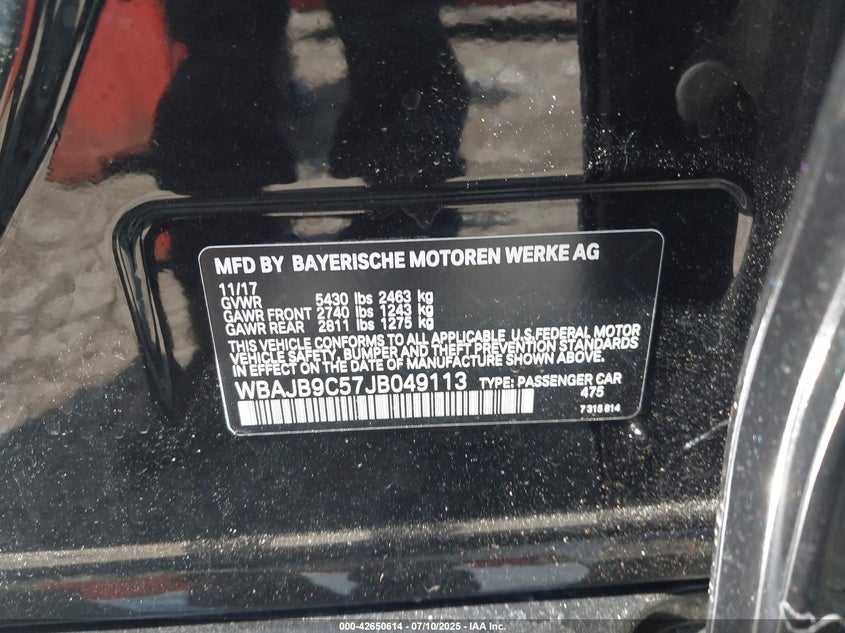 MFD BY BAYERISCHE MOTOREN WERKE AG
11/17
GVWR 5430 lbs 2463 kg
GAWR FRONT 2740 lbs 1243 kg
GAWR REAR 2811 lbs 1275 kg
THIS VEHICLE CONFORMS TO ALL APPLICABLE U.S. FEDERAL MOTOR
VEHICLE SAFETY, BUMPER AND THEFT PREVENTION STANDARDS
IN EFFECT ON THE DATE OF MANUFACTURE SHOWN ABOVE.
WBAJB9C57JB049113 TYPE: PASSENGER CAR
475
7 318 814
000-42650614 - 07/10/2025 - IAA Inc.